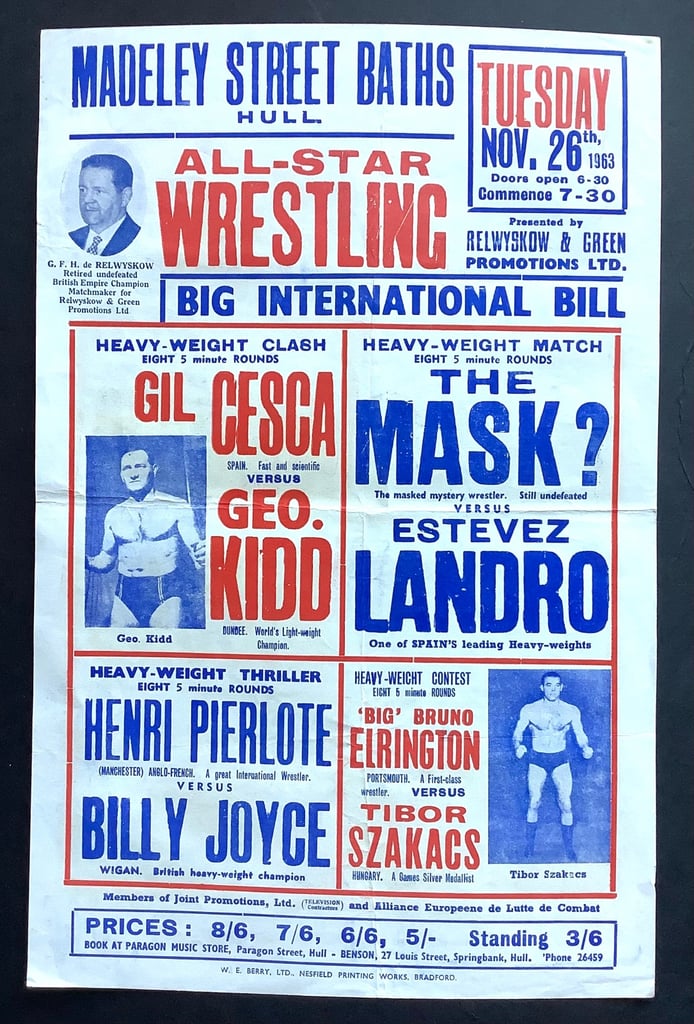 MADELEY STREET BATHS
HULL.
TUESDAY
NOV. 26th, 1963
Doors open 6-30
Commence 7-30
ALL-STAR
WRESTLING
Presented by
RELWYSKOW & GREEN
PROMOTIONS LTD.
G. F. H. de RELWYSKOW
Retired undefeated
British Empire Champion
Matchmaker for
Relwyskow & Green
Promotions Ltd
BIG INTERNATIONAL BILL
HEAVY-WEIGHT CLASH
EIGHT 5 minute ROUNDS
GIL CESCA
SPAIN. Fast and scientific
VERSUS
GEO.
KIDD
DUNDEE. World's Light-weight
Champion.
Geo. Kidd
HEAVY-WEIGHT MATCH
EIGHT 5 minute ROUNDS
THE
MASK?
The masked mystery wrestler. Still undefeated
VERSUS
ESTEVEZ
LANDRO
One of SPAIN'S leading Heavy-weights
HEAVY-WEIGHT THRILLER
EIGHT 5 minute ROUNDS
HENRI PIERLOTE
(MANCHESTER) ANGLO-FRENCH. A great International Wrestler.
VERSUS
BILLY JOYCE
WIGAN. British heavy-weight champion
HEAVY-WEIGHT CONTEST
EIGHT 5 minute ROUNDS
'BIG' BRUNO
ELRINGTON
PORTSMOUTH. A First-class
wrestler. VERSUS
TIBOR
SZAKACS
HUNGARY. A Games Silver Medallist
Tibor Szakacs
Members of Joint Promotions, Ltd. (TELEVISION Contractors) and Alliance Europeene de Lutte de Combat
PRICES: 8/6, 7/6, 6/6, 5/- Standing 3/6
BOOK AT PARAGON MUSIC STORE, Paragon Street, Hull - BENSON, 27 Louis Street, Springbank, Hull. 'Phone 26459
W. E. BERRY, LTD., NESFIELD PRINTING WORKS, BRADFORD.